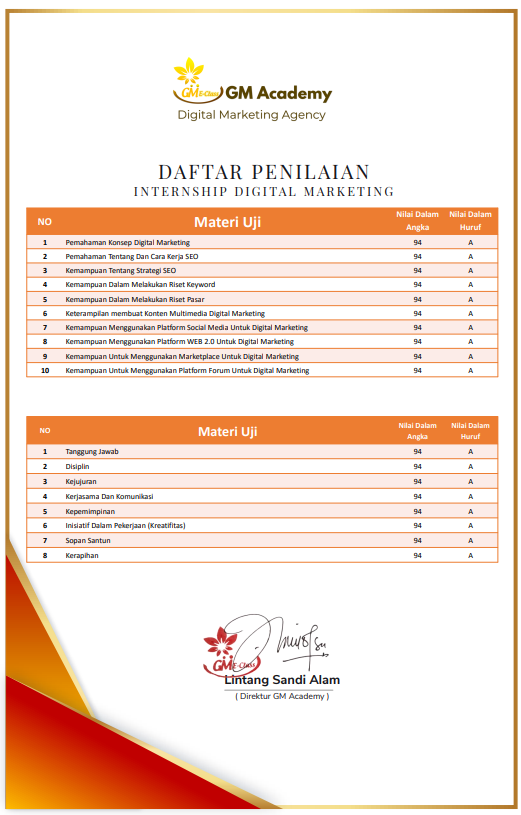 GM E-Class GM Academy
Digital Marketing Agency
DAFTAR PENILAIAN
INTERNSHIP DIGITAL MARKETING
NO Materi Uji Nilai Dalam Angka Nilai Dalam Huruf
1 Pemahaman Konsep Digital Marketing 94 A
2 Pemahaman Tentang Dan Cara Kerja SEO 94 A
3 Kemampuan Tentang Strategi SEO 94 A
4 Kemampuan Dalam Melakukan Riset Keyword 94 A
5 Kemampuan Dalam Melakukan Riset Pasar 94 A
6 Keterampilan membuat Konten Multimedia Digital Marketing 94 A
7 Kemampuan Menggunakan Platform Social Media Untuk Digital Marketing 94 A
8 Kemampuan Menggunakan Platform WEB 2.0 Untuk Digital Marketing 94 A
9 Kemampuan Untuk Menggunakan Marketplace Untuk Digital Marketing 94 A
10 Kemampuan Untuk Menggunakan Platform Forum Untuk Digital Marketing 94 A
NO Materi Uji Nilai Dalam Angka Nilai Dalam Huruf
1 Tanggung Jawab 94 A
2 Disiplin 94 A
3 Kejujuran 94 A
4 Kerjasama Dan Komunikasi 94 A
5 Kepemimpinan 94 A
6 Inisiatif Dalam Pekerjaan (Kreatifitas) 94 A
7 Sopan Santun 94 A
8 Kerapihan 94 A
GM E-Class
Lintang Sandi Alam
( Direktur GM Academy )